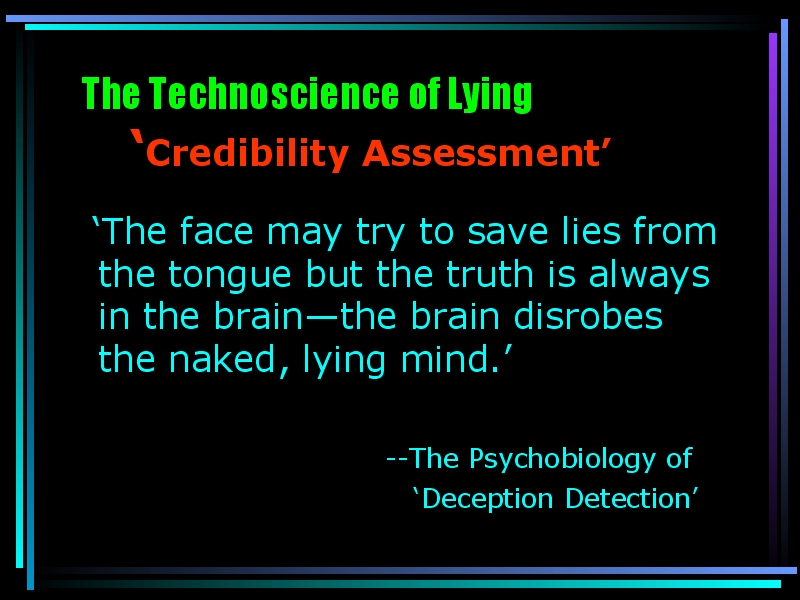 The Technoscience of Lying
‘Credibility Assessment’
‘The face may try to save lies from
the tongue but the truth is always
in the brain—the brain disrobes
the naked, lying mind.’
--The Psychobiology of
‘Deception Detection’